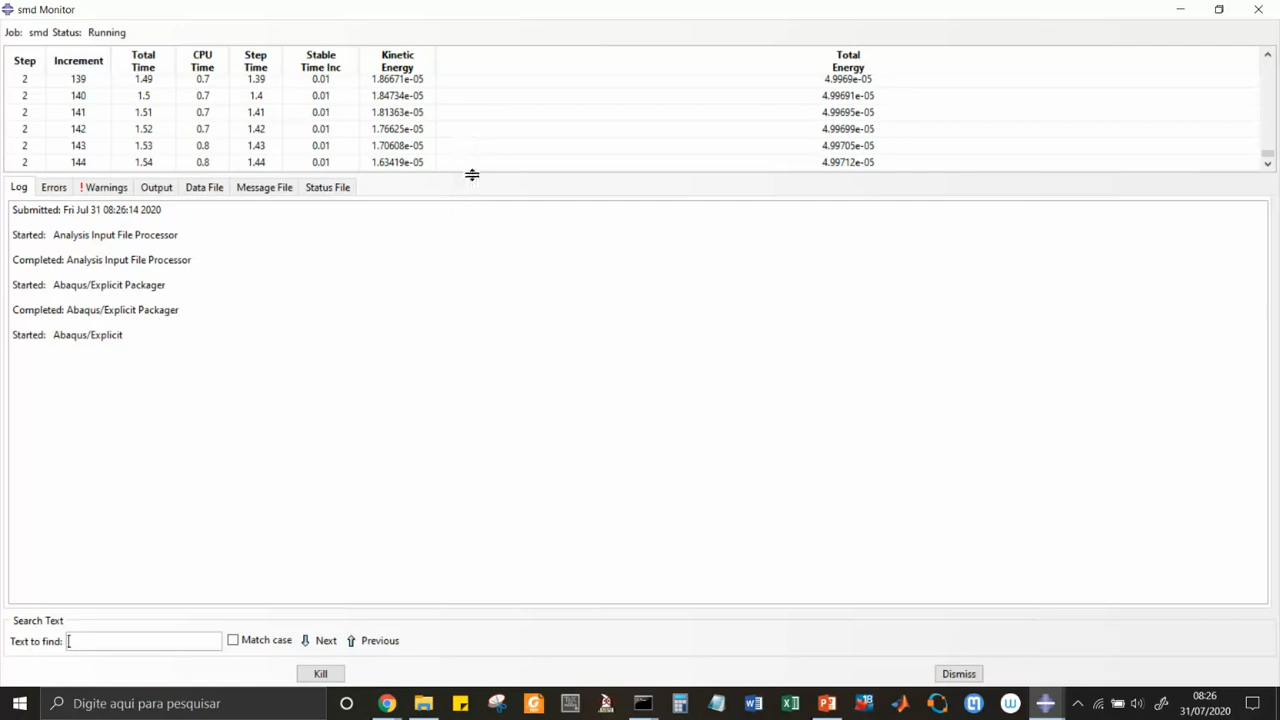 smd Monitor
Job: smd Status: Running
Step Increment Total Time CPU Time Step Time Stable Time Inc Kinetic Energy Total Energy
2 139 1.49 0.7 1.39 0.01 1.86671e-05 4.9969e-05
2 140 1.5 0.7 1.4 0.01 1.84734e-05 4.99691e-05
2 141 1.51 0.7 1.41 0.01 1.81363e-05 4.99695e-05
2 142 1.52 0.7 1.42 0.01 1.76625e-05 4.99699e-05
2 143 1.53 0.8 1.43 0.01 1.70608e-05 4.99705e-05
2 144 1.54 0.8 1.44 0.01 1.63419e-05 4.99712e-05
Log Errors ! Warnings Output Data File Message File Status File
Submitted: Fri Jul 31 08:26:14 2020
Started: Analysis Input File Processor
Completed: Analysis Input File Processor
Started: Abaqus/Explicit Packager
Completed: Abaqus/Explicit Packager
Started: Abaqus/Explicit
Search Text
Text to find: Match case Next Previous
Kill Dismiss
Digite aqui para pesquisar
08:26
31/07/2020